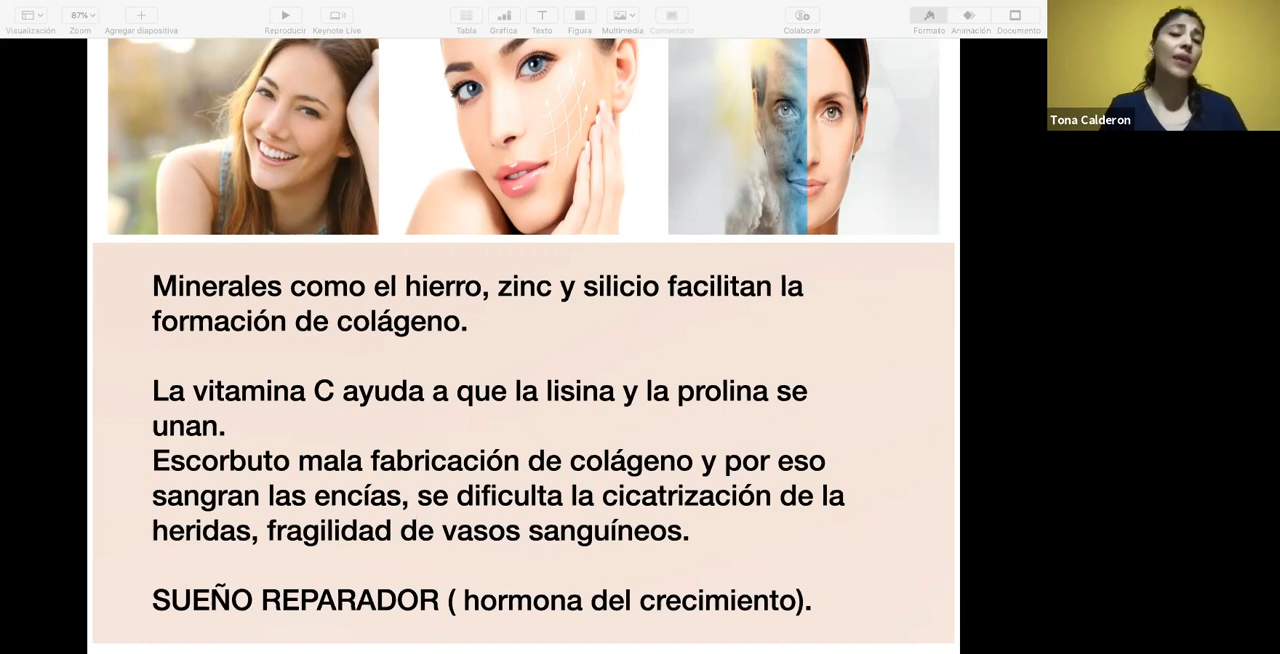 Visualización
87%
Zoom
Agregar diapositiva
Reproducir
Keynote Live
Tabla
Gráfica
Texto
Figura
Multimedia
Comentario
Colaborar
Formato
Animación
Documento
Tona Calderon
Minerales como el hierro, zinc y silicio facilitan la
formación de colágeno.
La vitamina C ayuda a que la lisina y la prolina se
unan.
Escorbuto mala fabricación de colágeno y por eso
sangran las encías, se dificulta la cicatrización de la
heridas, fragilidad de vasos sanguíneos.
SUEÑO REPARADOR ( hormona del crecimiento).